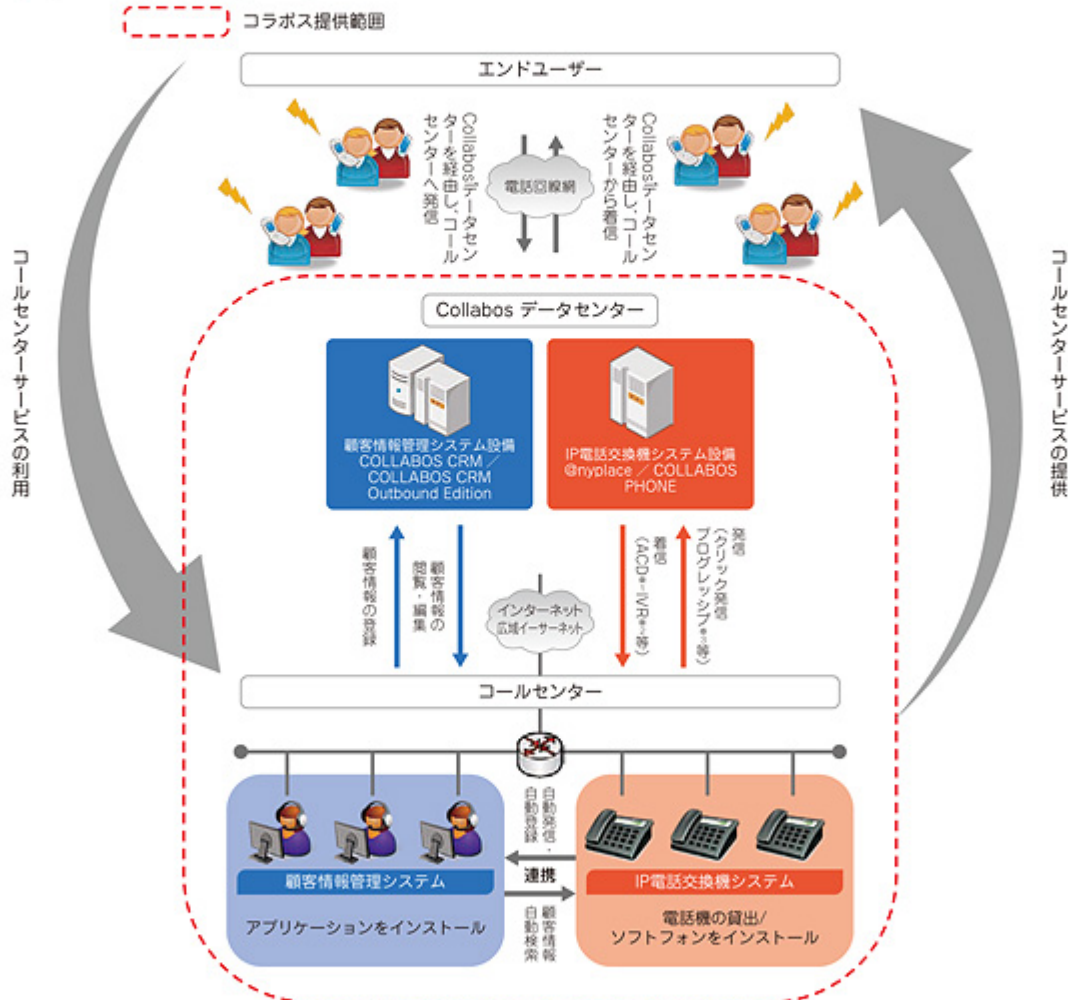 コラボス提供範囲
エンドユーザー
Collabosデータセン
ターを経由し、コール
センターへ発信
電話回線網
Collabosデータセン
ターを経由し、コール
センターから着信
コールセンターサービスの利用
コールセンターサービスの提供
Collabos データセンター
顧客情報管理システム設備
COLLABOS CRM ／
COLLABOS CRM
Outbound Edition
IP電話交換機システム設備
@nyplace ／ COLLABOS
PHONE
顧客情報の登録
顧客情報の
閲覧・編集
インターネット
広域イーサーネット
着信
(ACD※1・IVR※2等)
発信
(クリック発信
プログレッシブ※3等)
コールセンター
自動発信・
自動登録
連携
顧客情報
自動検索
顧客情報管理システム
アプリケーションをインストール
IP電話交換機システム
電話機の貸出/
ソフトフォンをインストール